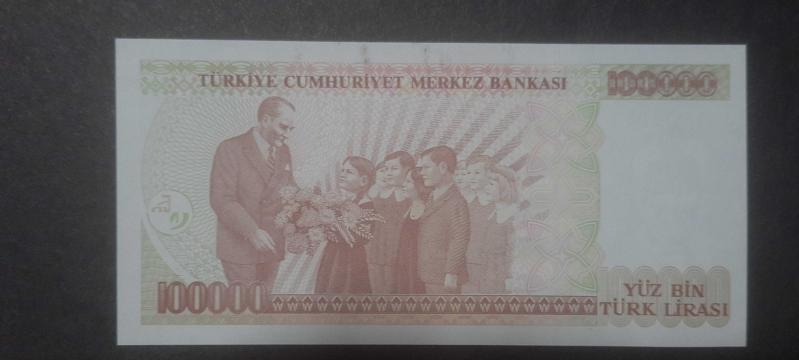 TÜRKİYE CUMHURİYET MERKEZ BANKASI
100000
100000
YÜZ BİN
TÜRK LİRASI